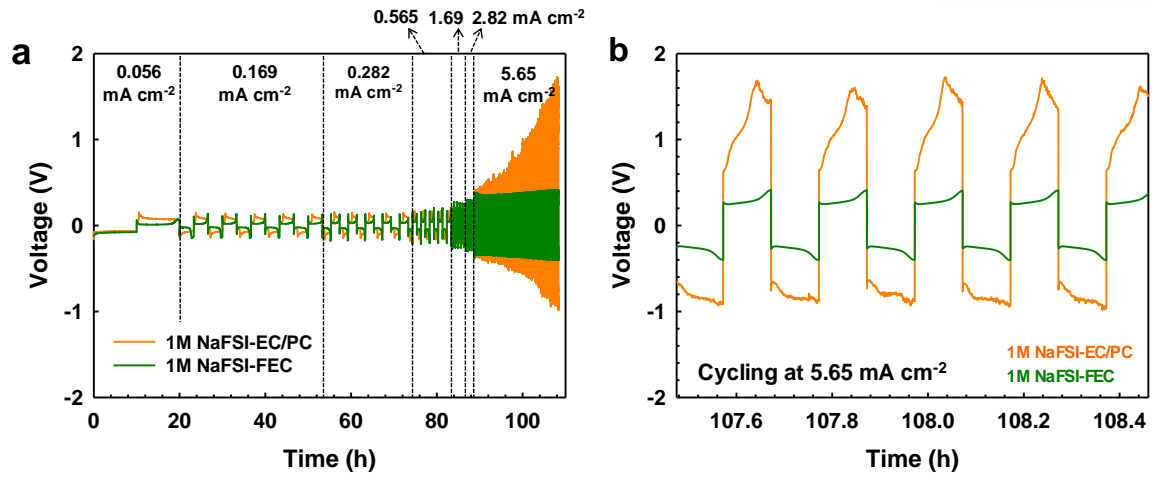 0.565 1.69 2.82 mA cm-2
a
2
1
0
-1
-2
Voltage (V)
0.056
mA cm-2
0.169
mA cm-2
0.282
mA cm-2
5.65
mA cm-2
1M NaFSI-EC/PC
1M NaFSI-FEC
0 20 40 60 80 100
Time (h)
b
2
1
0
-1
-2
Voltage (V)
Cycling at 5.65 mA cm-2
1M NaFSI-EC/PC
1M NaFSI-FEC
107.6 107.8 108.0 108.2 108.4
Time (h)